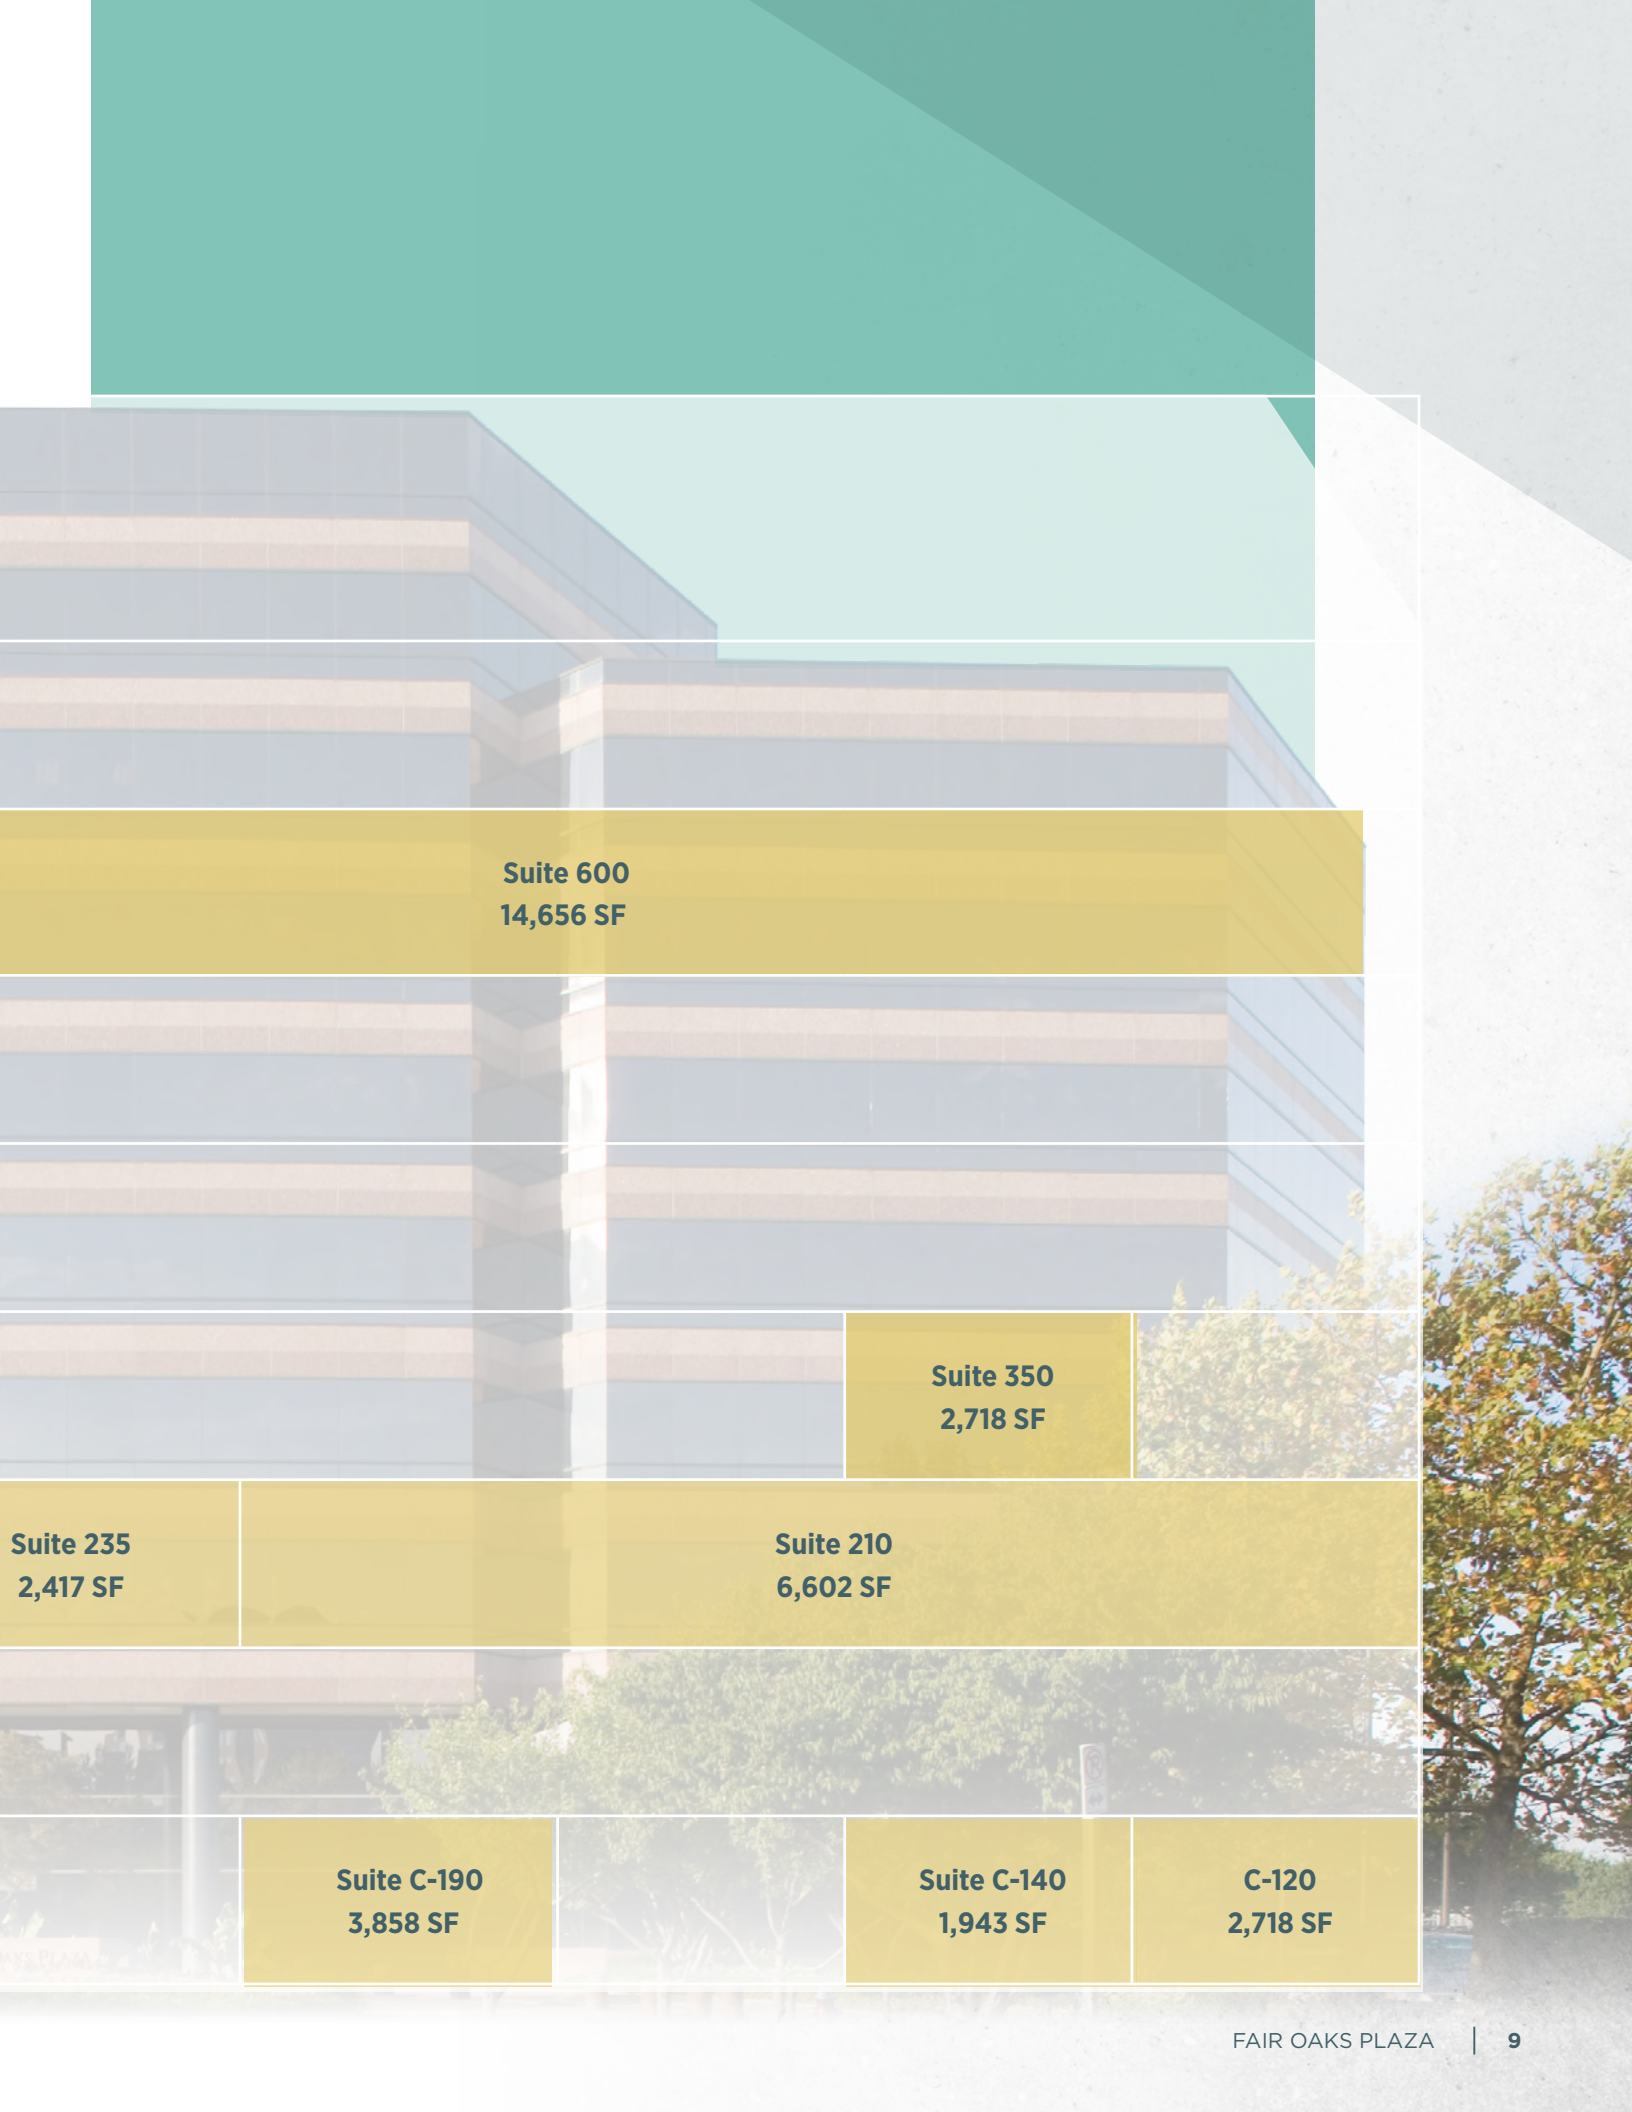 Suite 600
14,656 SF
Suite 350
2,718 SF
Suite 235
2,417 SF
Suite 210
6,602 SF
Suite C-190
3,858 SF
Suite C-140
1,943 SF
C-120
2,718 SF
OAKS PLAZA
FAIR OAKS PLAZA | 9